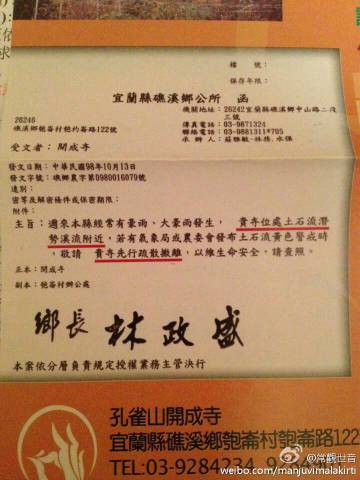 檔　號：
保存年限：
宜蘭縣礁溪鄉公所　函
機關地址：26242宜蘭縣礁溪鄉中山路二段
三號
傳真電話：03-9871324
聯絡電話：03-9881311*795
承 辦 人：莊
林務、水保
26246
礁溪鄉匏崙村匏杓崙路122號
受文者：開成寺
發文日期：中華民國98年10月13日
發文字號：礁鄉農字第0980016079號
速別：
密等及解密條件或保密期限：
附件：
主旨：邇來本縣經常有豪雨、大豪雨發生，貴寺位處土石流潛
勢溪流附近，若有氣象局或農委會發布土石流黃色警戒時，
敬請　貴寺先行疏散搬離，以維生命安全，請查照。
正本：開成寺
副本：匏崙村辦公處
鄉長 林政盛
本案依分層負責規定授權業務主管決行
孔雀山開成寺
宜蘭縣礁溪鄉匏崙村匏崙路122
TEL:03-9284234
@常觀世音
weibo.com/manjuvimalakirti